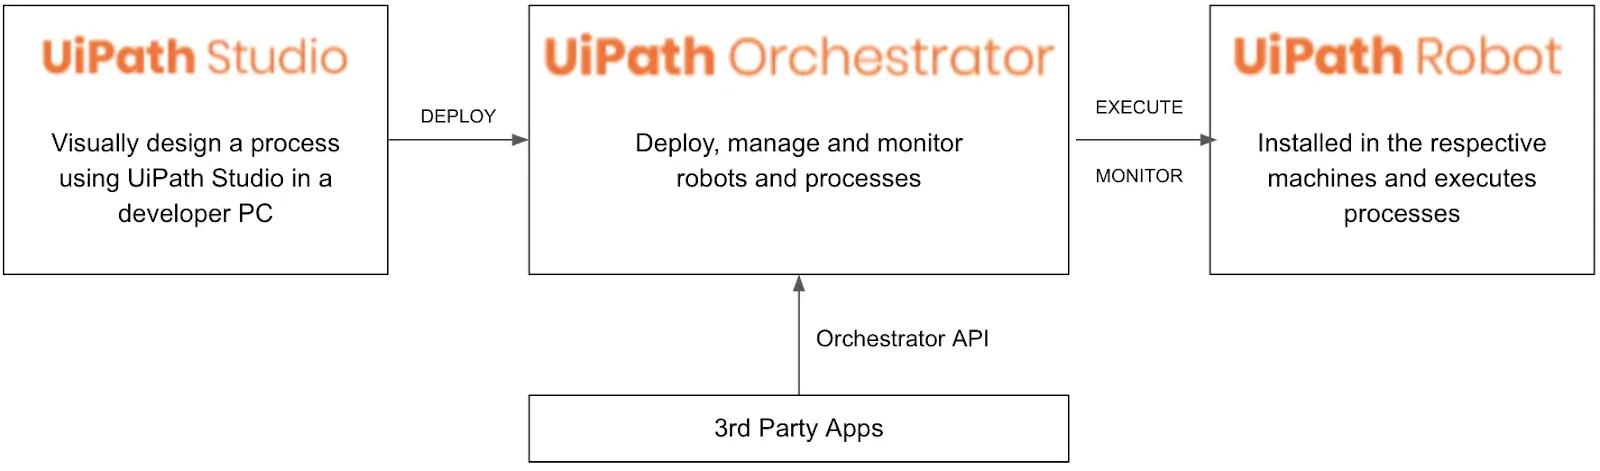 UiPath Studio
Visually design a process
using UiPath Studio in a
developer PC
DEPLOY
UiPath Orchestrator
Deploy, manage and monitor
robots and processes
EXECUTE
MONITOR
UiPath Robot
Installed in the respective
machines and executes
processes
Orchestrator API
3rd Party Apps